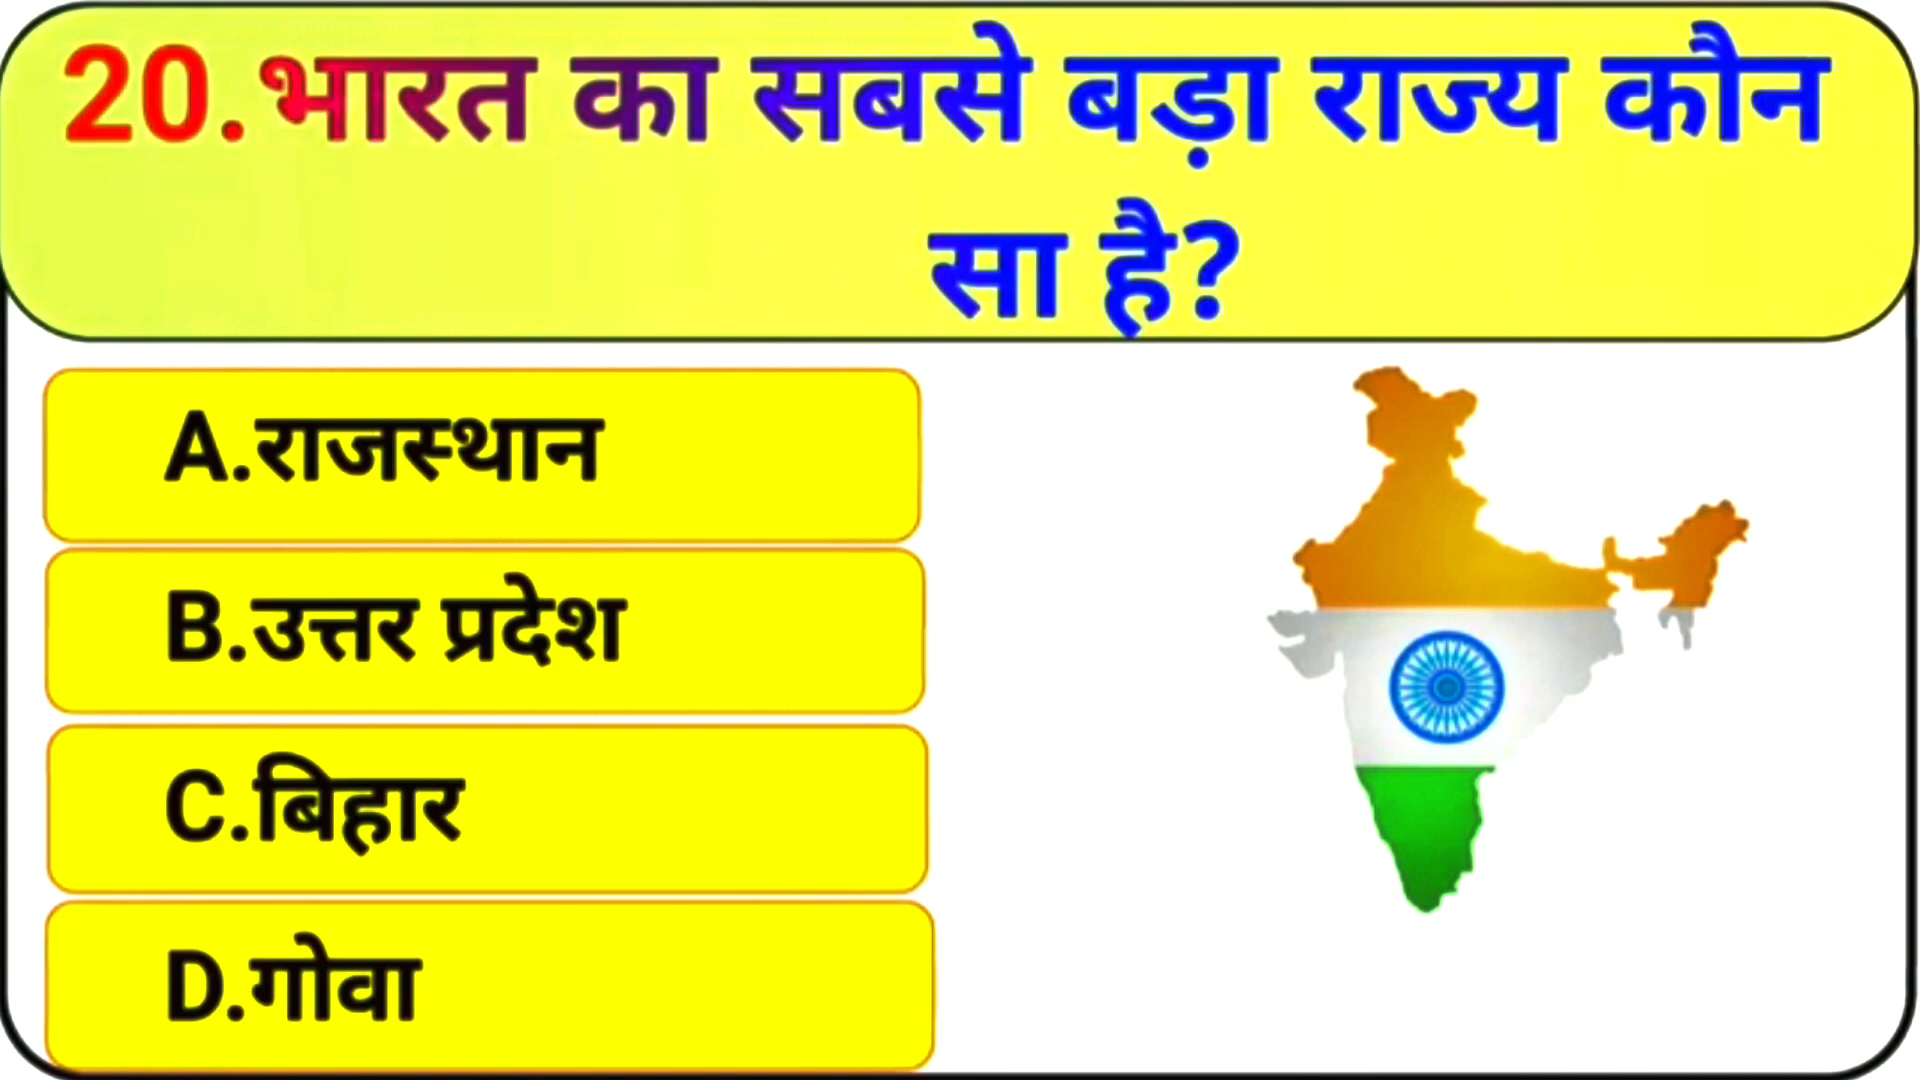 20.भारत का सबसे बड़ा राज्य कौन
सा है?
A.राजस्थान
B.उत्तर प्रदेश
C.बिहार
D.गोवा